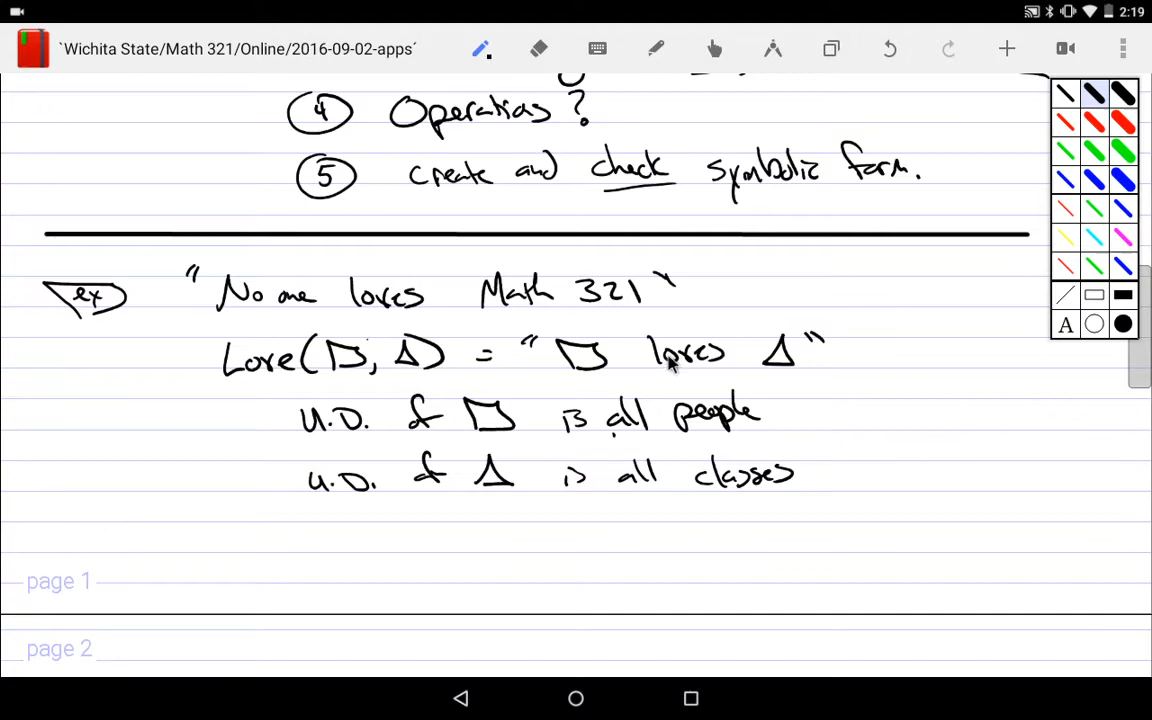 2:19
`Wichita State/Math 321/Online/2016-09-02-apps´
④ Operations?
⑤ create and check symbolic form.
ex "No one loves Math 321"
Love(□, △) = "□ loves △"
U.D. of □ is all people
U.D. of △ is all classes
A
page 1
page 2